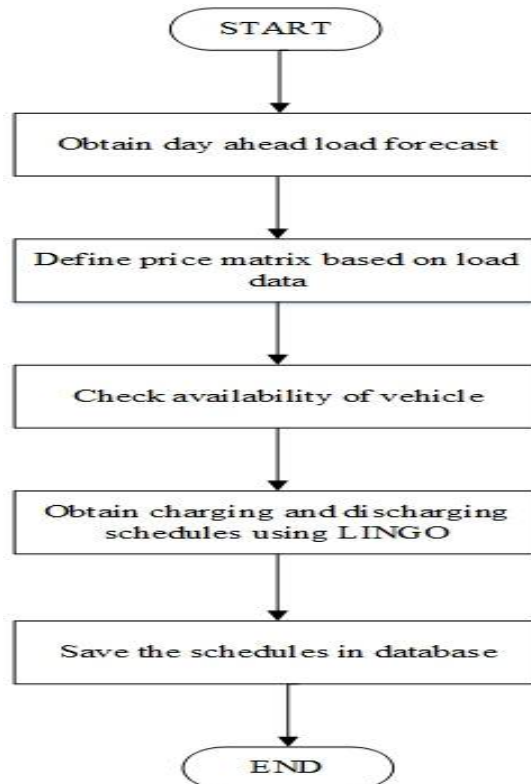 START
Obtain day ahead load forecast
Define price matrix based on load
data
Check availability of vehicle
Obtain charging and discharging
schedules using LINGO
Save the schedules in database
END